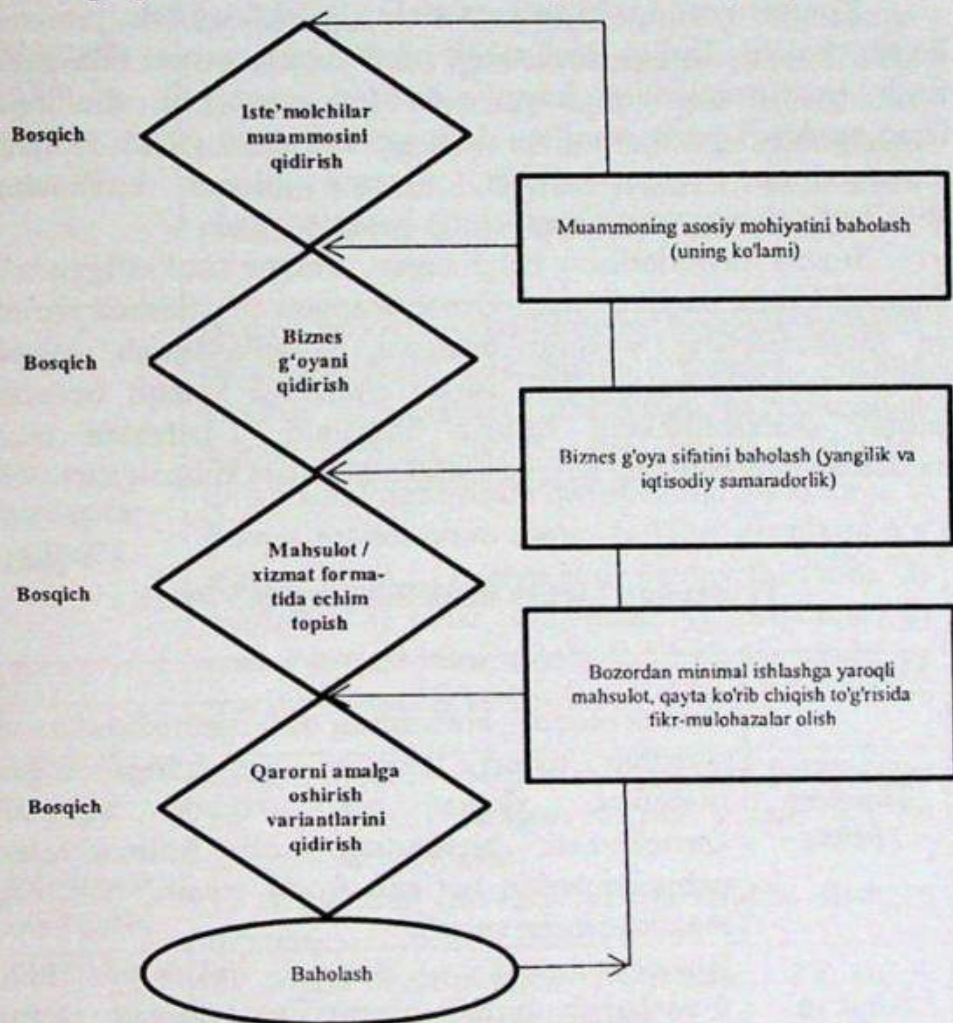 Bosqich
Iste'molchilar
muammosini
qidirish
Muammoning asosiy mohiyatini baholash
(uning ko'lami)
Bosqich
Biznes
g‘oyani
qidirish
Biznes g'oya sifatini baholash (yangilik va
iqtisodiy samaradorlik)
Bosqich
Mahsulot /
xizmat forma-
tida echim
topish
Bozordan minimal ishlashga yaroqli
mahsulot, qayta ko'rib chiqish to'g'risida
fikr-mulohazalar olish
Bosqich
Qarorni amalga
oshirish
variantlarini
qidirish
Baholash